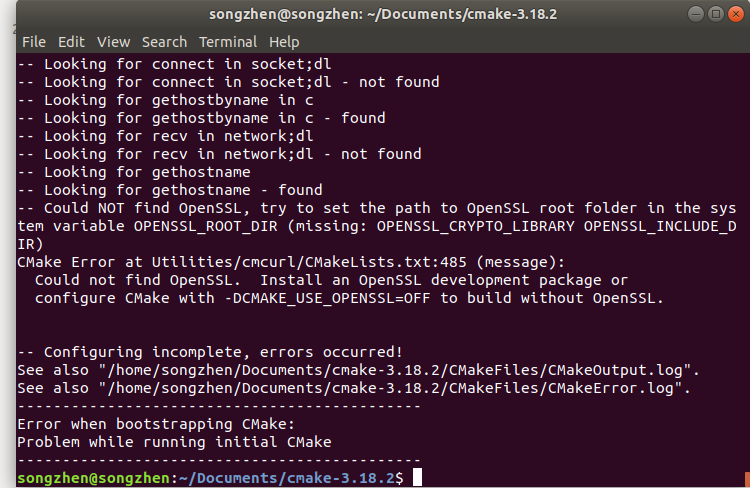 songzhen@songzhen: ~/Documents/cmake-3.18.2
File Edit View Search Terminal Help
-- Looking for connect in socket;dl
-- Looking for connect in socket;dl - not found
-- Looking for gethostbyname in c
-- Looking for gethostbyname in c - found
-- Looking for recv in network;dl
-- Looking for recv in network;dl - not found
-- Looking for gethostname
-- Looking for gethostname - found
-- Could NOT find OpenSSL, try to set the path to OpenSSL root folder in the sys
tem variable OPENSSL_ROOT_DIR (missing: OPENSSL_CRYPTO_LIBRARY OPENSSL_INCLUDE_D
IR)
CMake Error at Utilities/cmcurl/CMakeLists.txt:485 (message):
  Could not find OpenSSL.  Install an OpenSSL development package or
  configure CMake with -DCMAKE_USE_OPENSSL=OFF to build without OpenSSL.
-- Configuring incomplete, errors occurred!
See also "/home/songzhen/Documents/cmake-3.18.2/CMakeFiles/CMakeOutput.log".
See also "/home/songzhen/Documents/cmake-3.18.2/CMakeFiles/CMakeError.log".
---------------------------------------------
Error when bootstrapping CMake:
Problem while running initial CMake
---------------------------------------------
songzhen@songzhen:~/Documents/cmake-3.18.2$